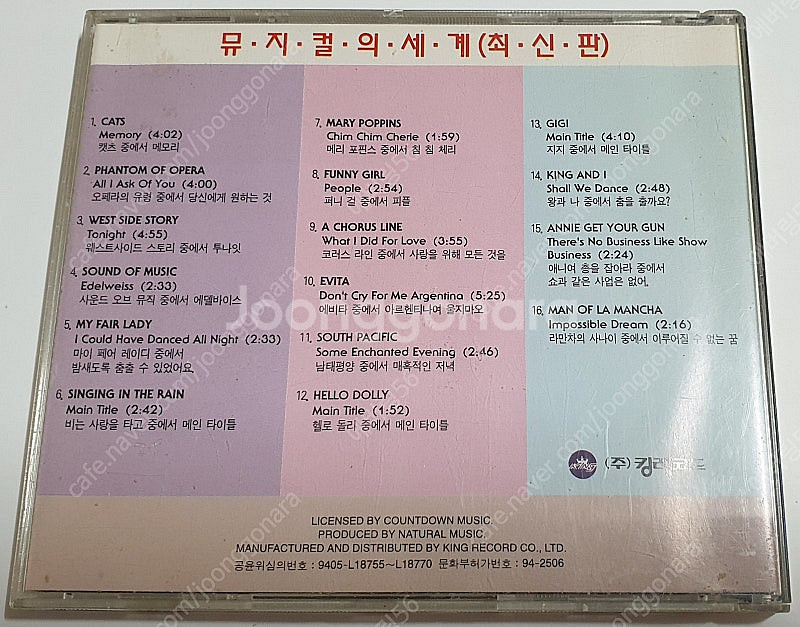 뮤·지·컬·의·세·계(최·신·판)
1. CATS
Memory (4:02)
캣츠 중에서 메모리
2. PHANTOM OF OPERA
All I Ask Of You (4:00)
오페라의 유령 중에서 당신에게 원하는 것
3. WEST SIDE STORY
Tonight (4:55)
웨스트사이드 스토리 중에서 투나잇
4. SOUND OF MUSIC
Edelweiss (2:33)
사운드 오브 뮤직 중에서 에델바이스
5. MY FAIR LADY
I Could Have Danced All Night (2:33)
마이 페어 레이디 중에서
밤새도록 춤출 수 있었어요.
6. SINGING IN THE RAIN
Main Title (2:42)
비는 사랑을 타고 중에서 메인 타이틀
7. MARY POPPINS
Chim Chim Cherie (1:59)
메리 포핀스 중에서 침 침 체리
8. FUNNY GIRL
People (2:54)
퍼니 걸 중에서 피플
9. A CHORUS LINE
What I Did For Love (3:55)
코러스 라인 중에서 사랑을 위해 모든 것을
10. EVITA
Don't Cry For Me Argentina (5:25)
에비타 중에서 아르헨티나여 울지마오
11. SOUTH PACIFIC
Some Enchanted Evening (2:46)
남태평양 중에서 매혹적인 저녁
12. HELLO DOLLY
Main Title (1:52)
헬로 돌리 중에서 메인 타이틀
13. GIGI
Main Title (4:10)
지지 중에서 메인 타이틀
14. KING AND I
Shall We Dance (2:48)
왕과 나 중에서 춤을 출까요?
15. ANNIE GET YOUR GUN
There's No Business Like Show
Business (2:24)
애니여 총을 잡아라 중에서
쇼과 같은 사업은 없어.
16. MAN OF LA MANCHA
Impossible Dream (2:16)
라만차의 사나이 중에서 이루어질 수 없는 꿈
(주) 킹레코드
LICENSED BY COUNTDOWN MUSIC.
PRODUCED BY NATURAL MUSIC.
MANUFACTURED AND DISTRIBUTED BY KING RECORD CO., LTD.
공윤위심의번호 : 9405-L18755~L18770 문화부허가번호 : 94-2506
Joonggonara
cafe.naver.com/joonggonara